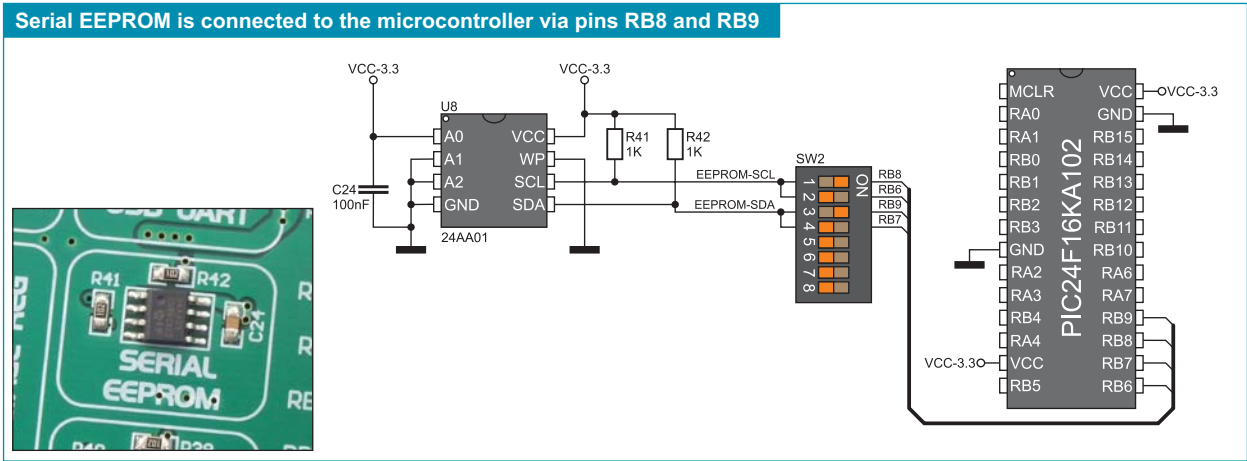 Serial EEPROM is connected to the microcontroller via pins RB8 and RB9
VCC-3.3
VCC-3.3
U8
A0
A1
A2
GND
VCC
WP
SCL
SDA
24AA01
C24
100nF
R41
1K
R42
1K
EEPROM-SCL
EEPROM-SDA
SW2
ON
1
2
3
4
5
6
7
8
RB8
RB6
RB9
RB7
MCLR
RA0
RA1
RB0
RB1
RB2
RB3
GND
RA2
RA3
RB4
RA4
VCC
RB5
PIC24F16KA102
VCC
GND
RB15
RB14
RB13
RB12
RB11
RB10
RA6
RA7
RB9
RB8
RB7
RB6
VCC-3.3
VCC-3.3
UART
R41
R42
102
C24
SERIAL
EEPROM